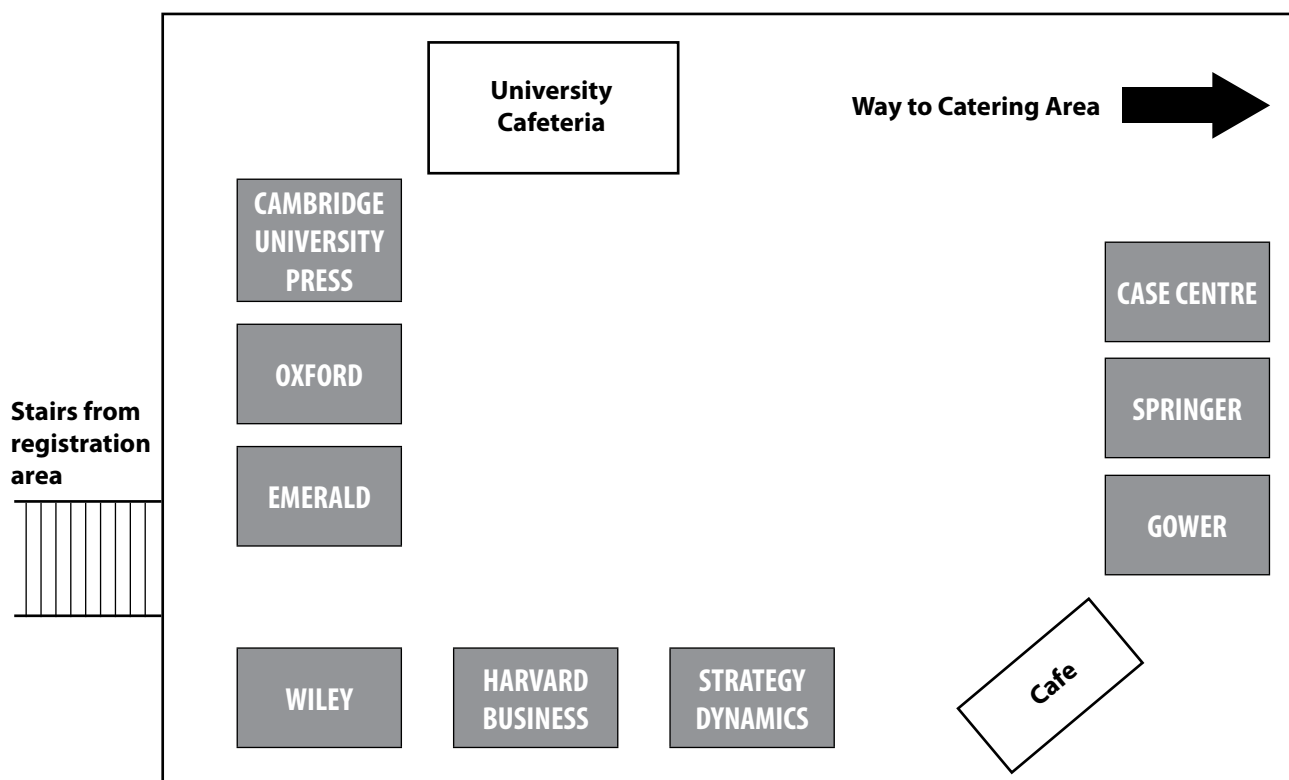 University
Cafeteria
Way to Catering Area
CAMBRIDGE
UNIVERSITY
PRESS
CASE CENTRE
OXFORD
SPRINGER
Stairs from
registration
area
EMERALD
GOWER
WILEY
HARVARD
BUSINESS
STRATEGY
DYNAMICS
Cafe